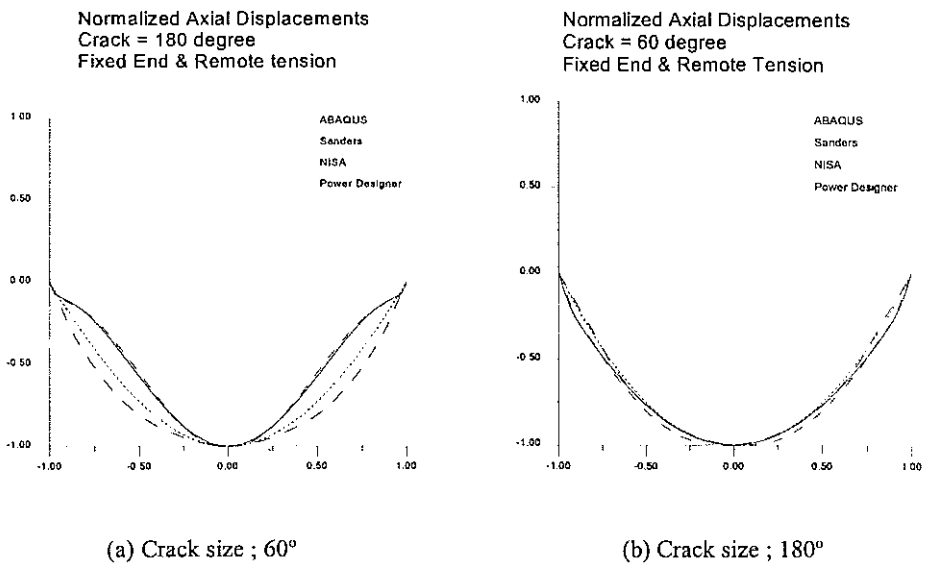 Normalized Axial Displacements
Crack = 180 degree
Fixed End & Remote tension
1 00
0.50
0.00
-0.50
-1.00
-1.00
-0.50
0.00
0.50
1.00
ABAQUS
Sanders
NISA
Power Designer
(a) Crack size ; 60°
Normalized Axial Displacements
Crack = 60 degree
Fixed End & Remote Tension
1.00
0.50
0.00
-0.50
-1.00
-1.00
-0.50
0.00
0.50
1.00
ABAQUS
Sanders
NISA
Power Designer
(b) Crack size ; 180°